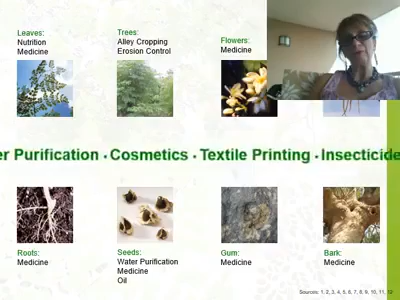 Leaves:
Nutrition
Medicine
Trees:
Alley Cropping
Erosion Control
Flowers:
Medicine
er Purification • Cosmetics • Textile Printing • Insecticide
Roots:
Medicine
Seeds:
Water Purification
Medicine
Oil
Gum:
Medicine
Bark:
Medicine
Sources: 1, 2, 3, 4, 5, 6, 7, 8, 9, 10, 11, 12